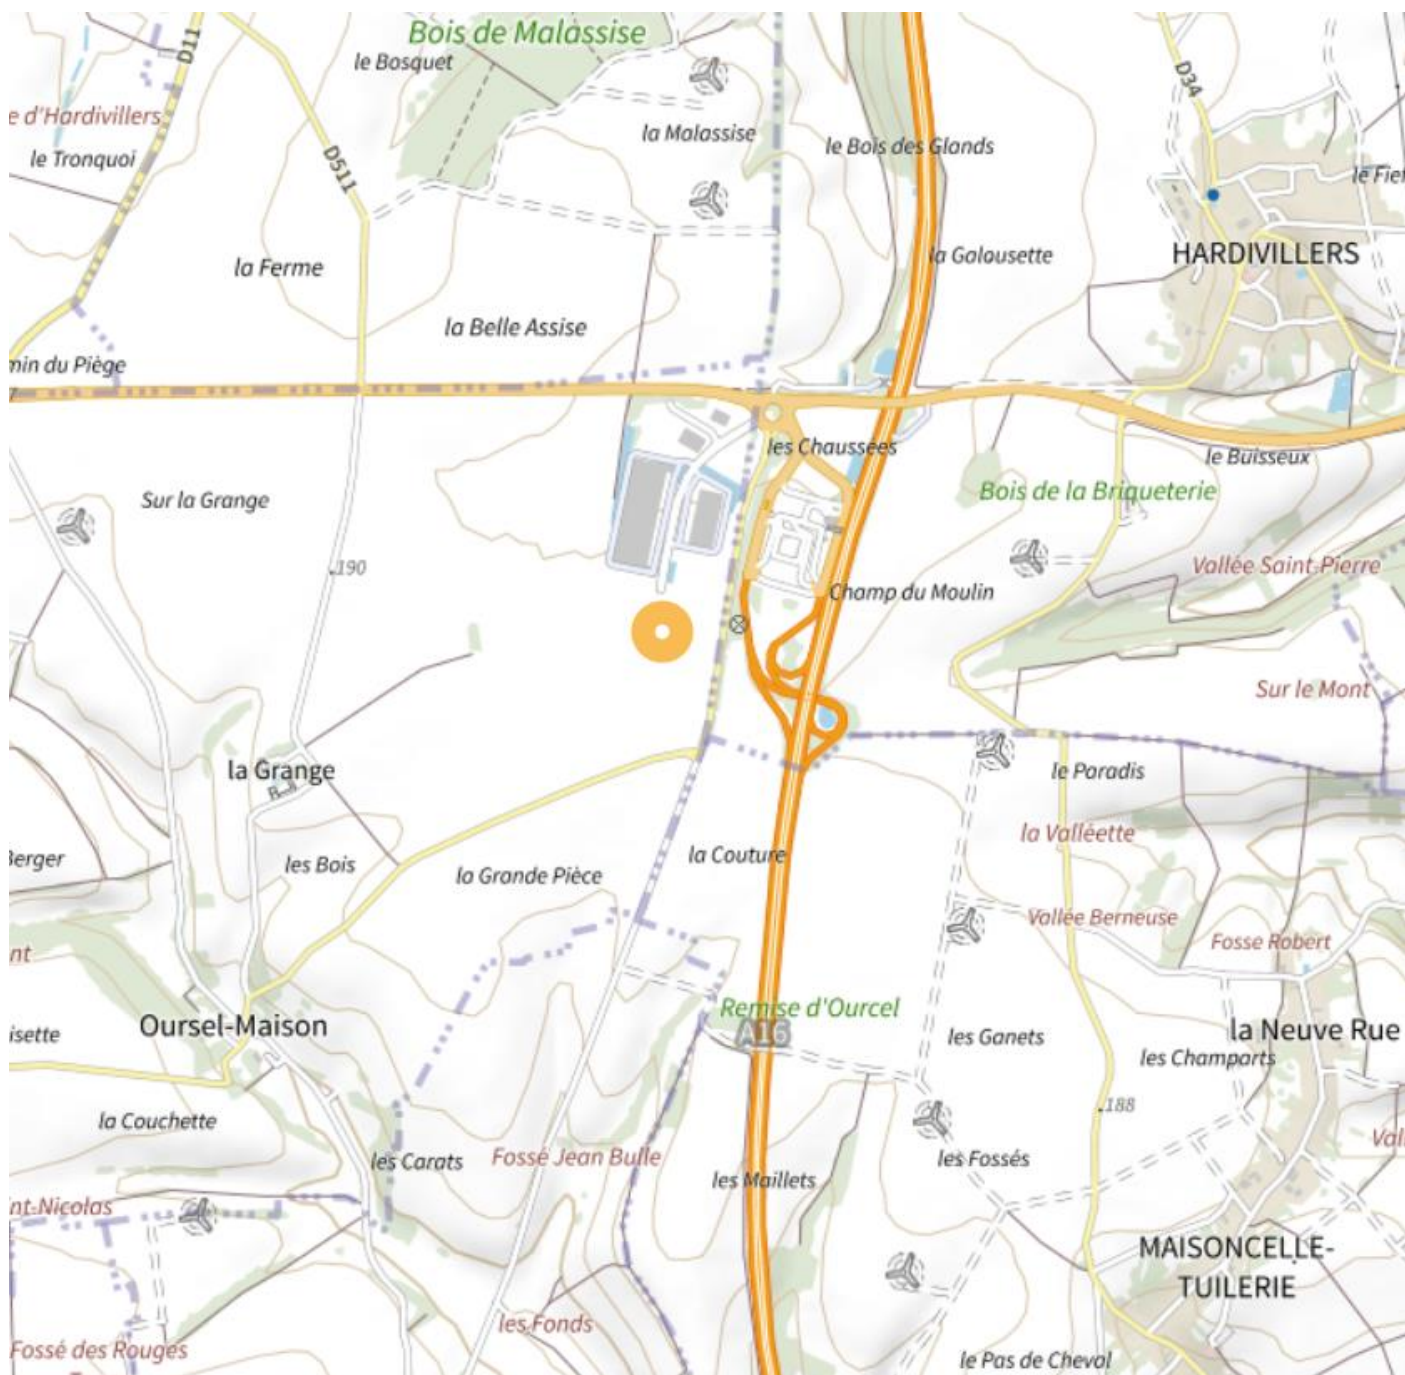 Bois de Malassise
D11
le Bosquet
D34
e d'Hardivillers
la Malassise
le Bois des Glands
le Tronquoi
D511
le Fief
HARDIVILLERS
la Galousette
la Ferme
la Belle Assise
min du Piège
les Chaussées
le Buisseux
Sur la Grange
Bois de la Briqueterie
190
Vallée Saint-Pierre
Champ du Moulin
Sur le Mont
la Grange
le Paradis
la Valléette
Berger
les Bois
la Couture
la Grande Pièce
Vallée Berneuse
Fosse Robert
nt
Remise d'Ourcel
A16
Oursel-Maison
isette
les Ganets
la Neuve Rue
les Champarts
188
la Couchette
les Carats
Fossé Jean Bulle
les Fossés
Val
les Maillets
nt-Nicolas
MAISONCELLE-
TUILERIE
les Fonds
Fossé des Rouges
le Pas de Cheval